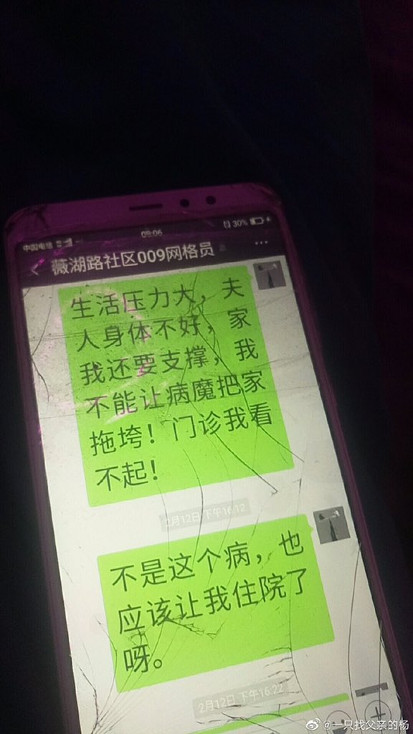 中国电信
30%
09:06
薇湖路社区009网格员
生活压力大，夫
人身体不好，家
我还要支撑，我
不能让病魔把家
拖垮！门诊我看
不起！
2月12日 下午16:12
不是这个病，也
应该让我住院了
呀。
2月12日 下午16:22
@一只找父亲的杨